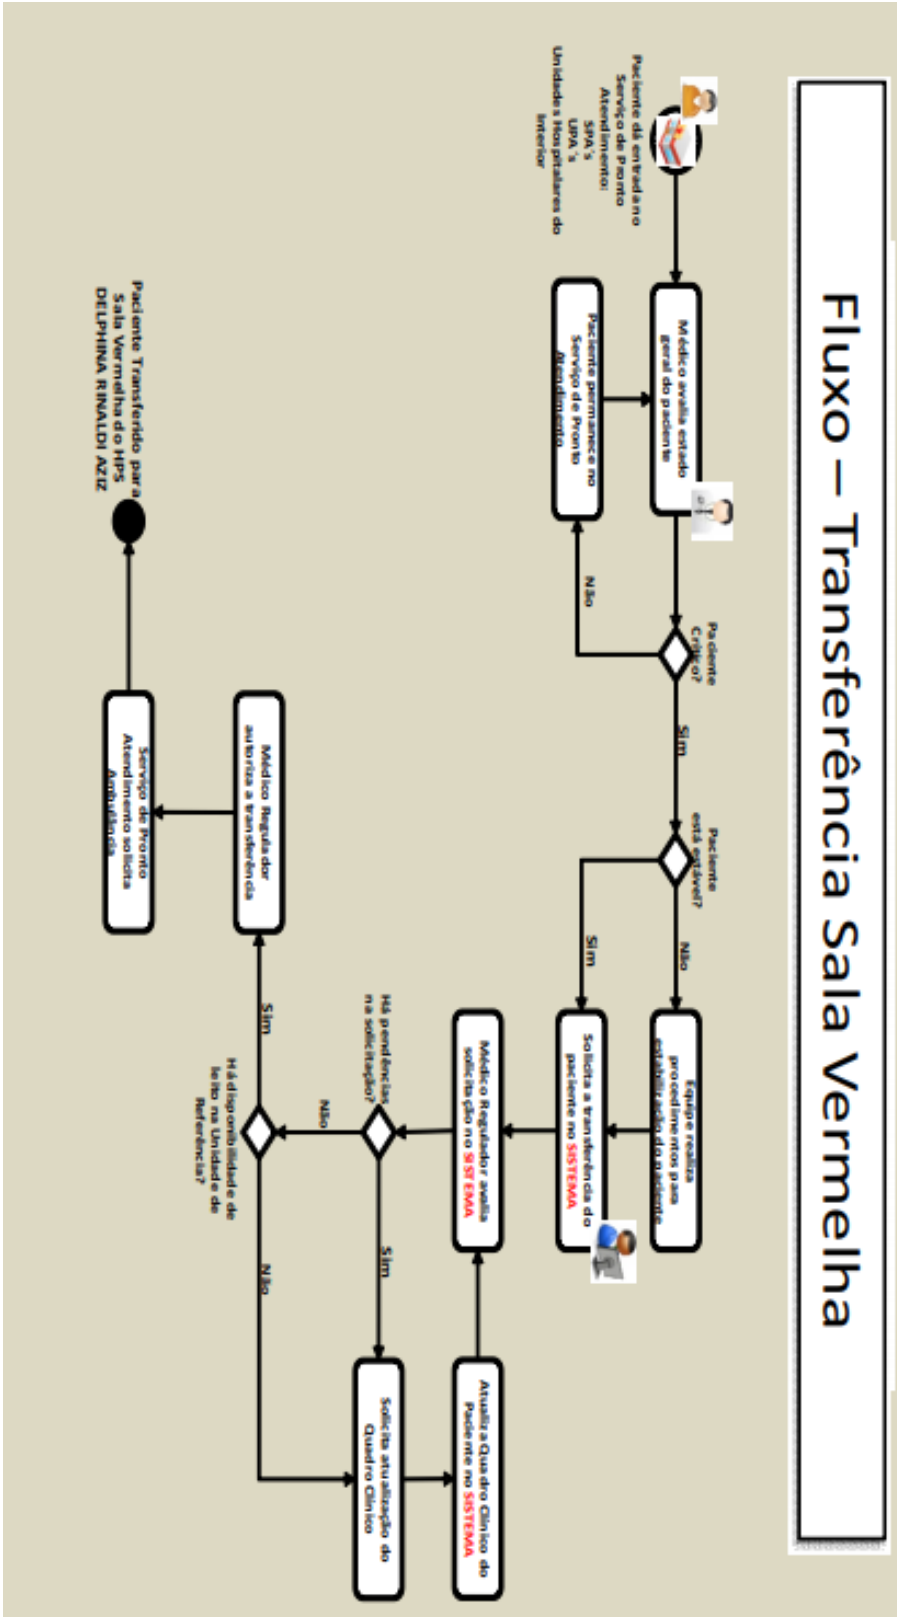 Fluxo – Transferência Sala Vermelha
Paciente dá entrada no
Serviço de Pronto
Atendimento:
SPA´s
UPA´s
Unidades Hospitalares do
Interior
Médico avalia estado
geral do paciente
Paciente permanece no
Serviço de Pronto
Atendimento
Não
Paciente
Crítico?
Sim
Paciente
está estável?
Não
Sim
Equipe realiza
procedimentos para
estabilização do paciente
Solicita a transferência do
paciente no SISTEMA
Médico Regulador avalia
solicitação no SISTEMA
Atualiza Quadro Clínico do
Paciente no SISTEMA
Há pendências
na solicitação?
Sim
Não
Solicita atualização do
Quadro Clínico
Há disponibilidade de
leito na Unidade de
Referência?
Sim
Não
Médico Regulador
autoriza a transferência
Serviço de Pronto
Atendimento solicita
Ambulância
Paciente Transferido para
Sala Vermelha do HPS
DELPHINA RINALDI AZIZ